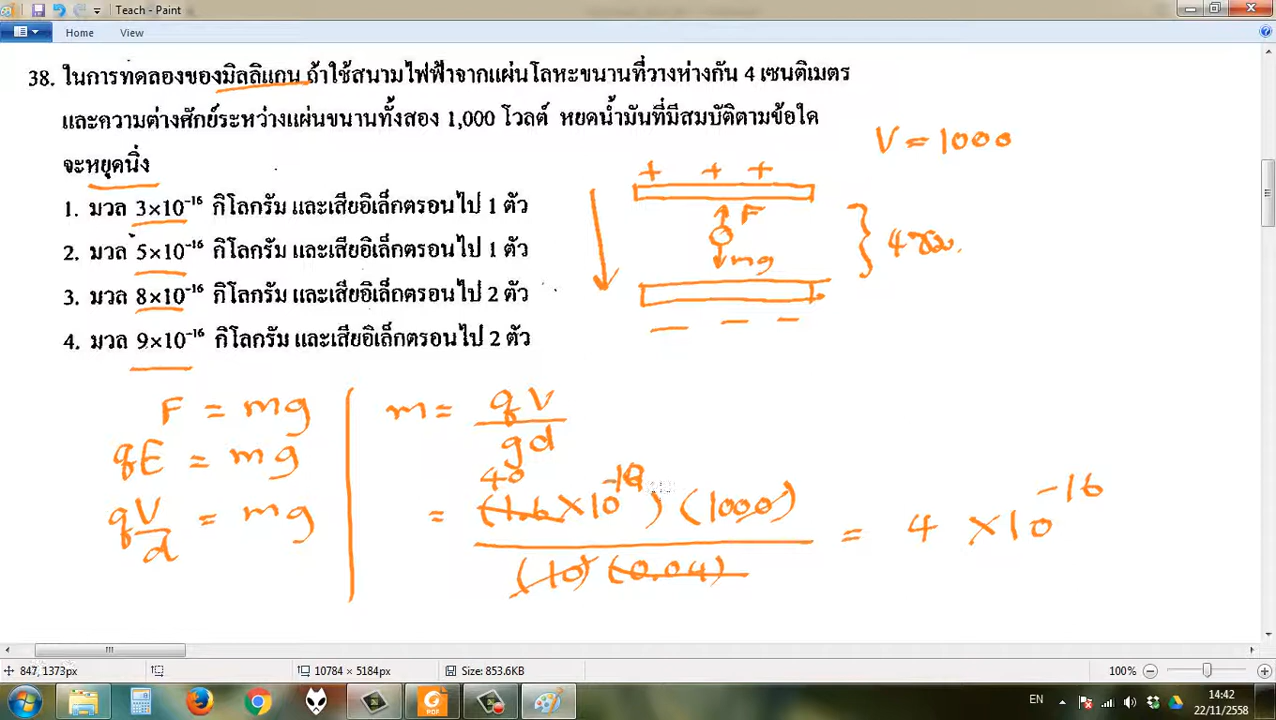 Teach - Paint
Home View
38. ในการทดลองของมิลลิแกน ถ้าใช้สนามไฟฟ้าจากแผ่นโลหะขนานที่วางห่างกัน 4 เซนติเมตร
และความต่างศักย์ระหว่างแผ่นขนานทั้งสอง 1,000 โวลต์ หยดน้ำมันที่มีสมบัติตามข้อใด
จะหยุดนิ่ง
V = 1000
1. มวล 3×10⁻¹⁶ กิโลกรัม และเสียอิเล็กตรอนไป 1 ตัว
2. มวล 5×10⁻¹⁶ กิโลกรัม และเสียอิเล็กตรอนไป 1 ตัว
3. มวล 8×10⁻¹⁶ กิโลกรัม และเสียอิเล็กตรอนไป 2 ตัว
4. มวล 9×10⁻¹⁶ กิโลกรัม และเสียอิเล็กตรอนไป 2 ตัว
+ + +
F
mg
4 ซม.
− − −
F = mg
qE = mg
qV/d = mg
m = qV/gd
40
= (1.6×10⁻¹⁸)(1000)/(10)(0.04) = 4 ×10⁻¹⁶
847, 1373px 10784 × 5184px Size: 853.6KB 100%
PDF
EN 14:42
22/11/2558